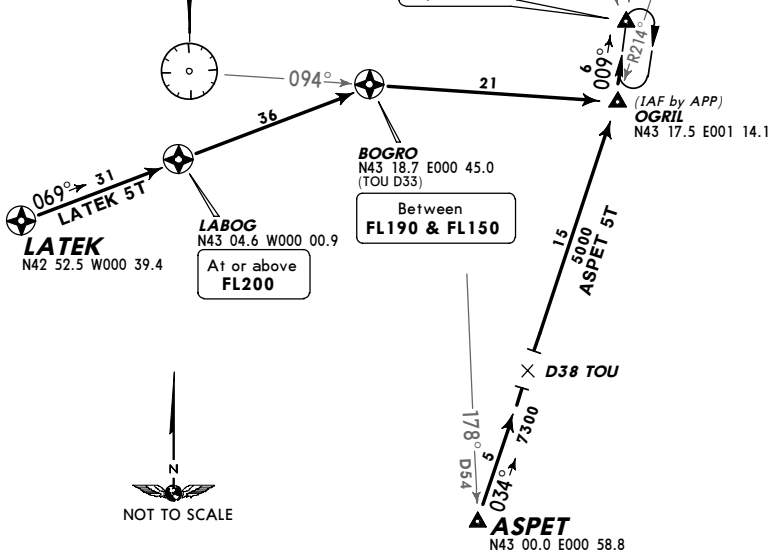 094°
21
6
009°
R214°
(IAF by APP)
OGRIL
N43 17.5 E001 14.1
36
BOGRO
N43 18.7 E000 45.0
(TOU D33)
Between
FL190 & FL150
069°
31
LATEK 5T
LATEK
N42 52.5 W000 39.4
LABOG
N43 04.6 W000 00.9
At or above
FL200
15
5000
ASPET 5T
D38 TOU
178°
D54
5
7300
034°
ASPET
N43 00.0 E000 58.8
N
NOT TO SCALE